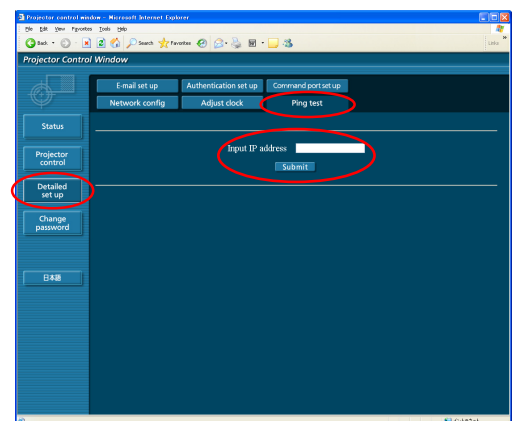 Projector control window - Microsoft Internet Explorer
File Edit View Favorites Tools Help
Back Search Favorites Links
Projector Control Window
E-mail set up Authentication set up Command port set up
Network config Adjust clock Ping test
Status
Input IP address
Projector
control
Submit
Detailed
set up
Change
password
日本語